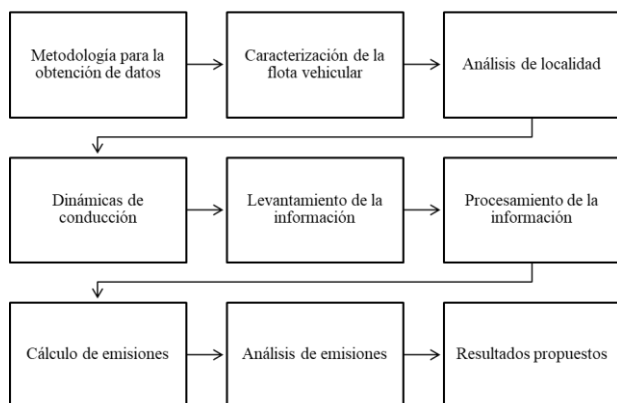 Metodología para la
obtención de datos
Caracterización de la
flota vehicular
Análisis de localidad
Dinámicas de
conducción
Levantamiento de la
información
Procesamiento de la
información
Cálculo de emisiones
Análisis de emisiones
Resultados propuestos